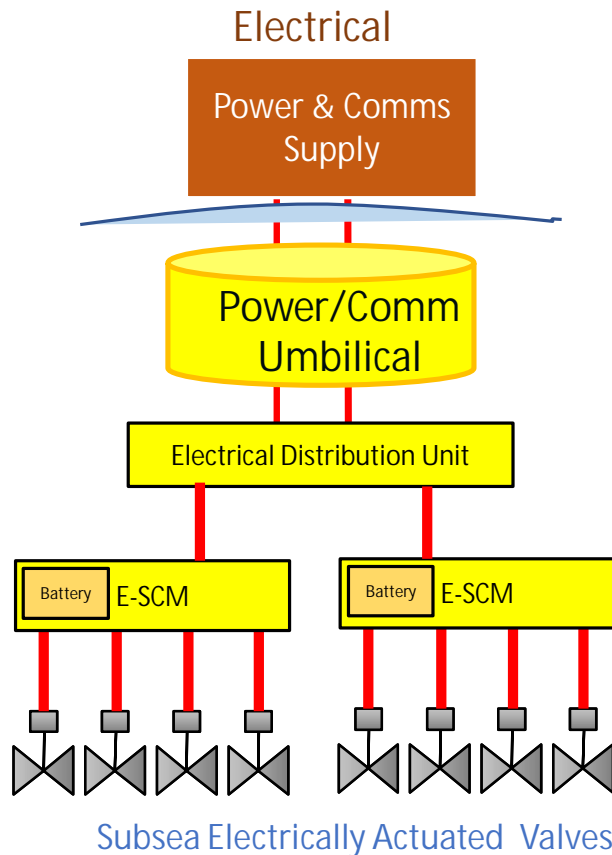 Electrical
Power & Comms
Supply
Power/Comm
Umbilical
Electrical Distribution Unit
Battery E-SCM
Battery E-SCM
Subsea Electrically Actuated Valves